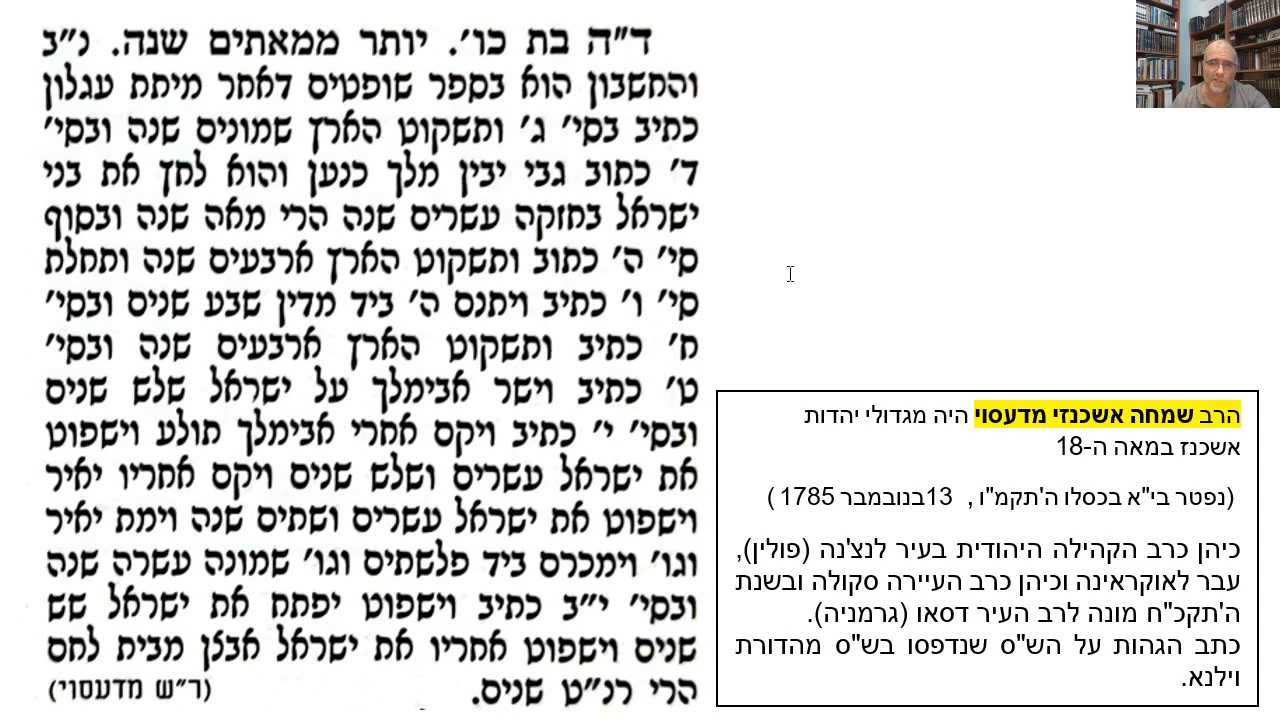 ד"ה בת כו'. יותר ממאתים שנה. נ"ב
והחשבון הוא בספר שופטים דאחר מיתת עגלון
כתיב בסי' ג' ותשקוט הארץ שמונים שנה ובסי'
ד' כתוב גבי יבין מלך כנען והוא לחץ את בני
ישראל בחזקה עשרים שנה הרי מאה שנה ובסוף
סי' ה' כתוב ותשקוט הארץ ארבעים שנה ותחלת
סי' ו' כתיב ויתנם ה' ביד מדין שבע שנים ובסי'
ח' כתיב ותשקוט הארץ ארבעים שנה ובסי'
ט' כתיב וישר אבימלך על ישראל שלש שנים
ובסי' י' כתיב ויקם אחרי אבימלך תולע וישפוט
את ישראל עשרים ושלש שנים ויקם אחריו יאיר
וישפוט את ישראל עשרים ושתים שנה וימת יאיר
וגו' וימכרם ביד פלשתים וגו' שמונה עשרה שנה
ובסי' י"ב כתיב וישפוט יפתח את ישראל שש
שנים וישפוט אחריו את ישראל אבצן מבית לחם
הרי רנ"ט שנים. (ר"ש מדעסוי)
הרב שמחה אשכנזי מדעסוי היה מגדולי יהדות
אשכנז במאה ה-18
(נפטר בי"א בכסלו ה'תקמ"ו , 13בנובמבר 1785 )
כיהן כרב הקהילה היהודית בעיר לנצ'נה (פולין),
עבר לאוקראינה וכיהן כרב העיירה סקולה ובשנת
ה'תקכ"ח מונה לרב העיר דסאו (גרמניה).
כתב הגהות על הש"ס שנדפסו בש"ס מהדורת
וילנא.